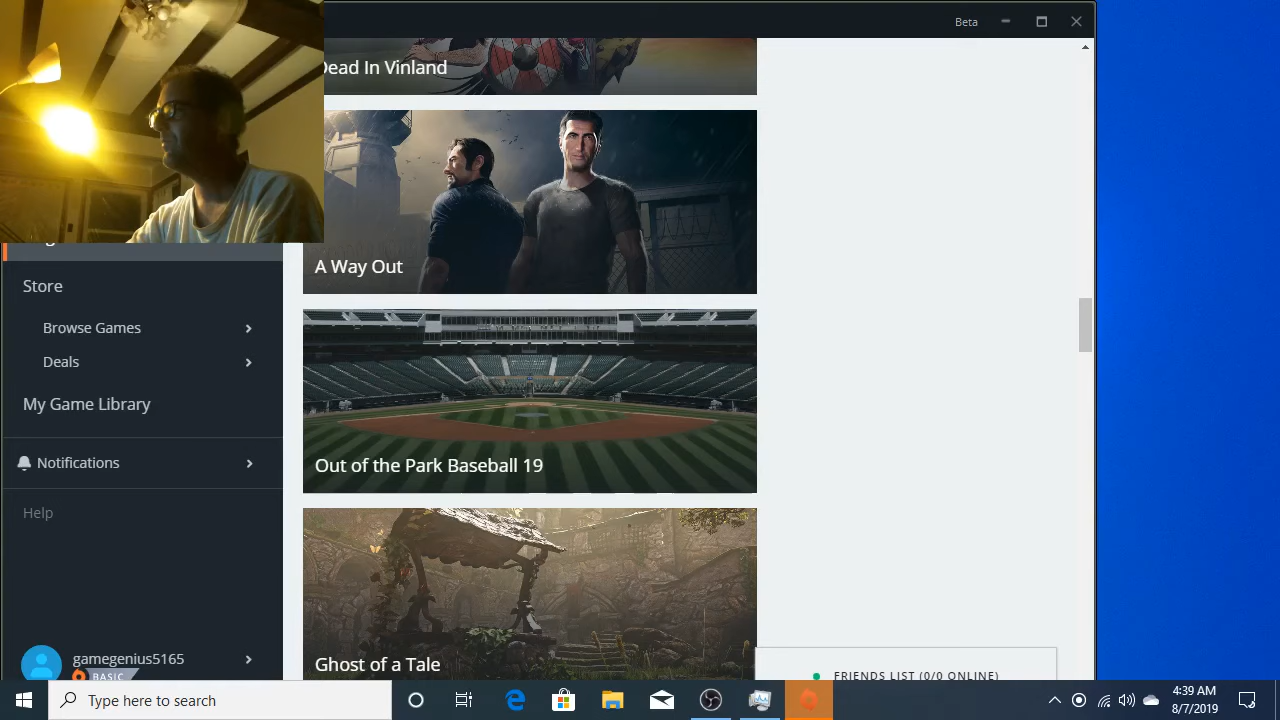 Beta
Dead In Vinland
A Way Out
Store
Browse Games
Deals
My Game Library
Out of the Park Baseball 19
Notifications
Help
Ghost of a Tale
gamegenius5165
BASIC
FRIENDS LIST (0/0 ONLINE)
Type here to search
4:39 AM
8/7/2019